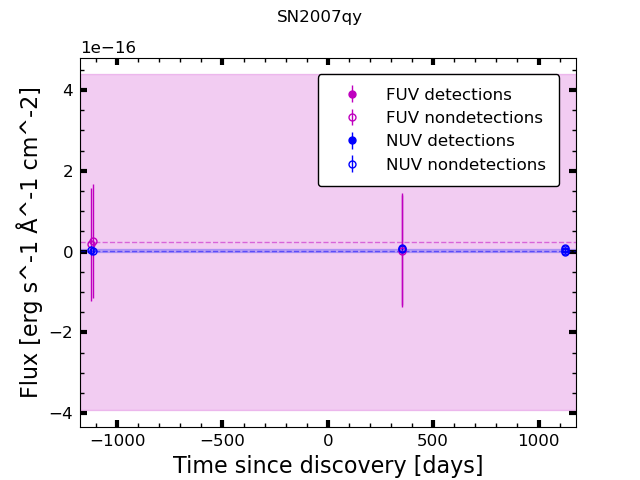 SN2007qy
1e−16
FUV detections
FUV nondetections
NUV detections
NUV nondetections
4
2
0
−2
−4
Flux [erg s^-1 Å^-1 cm^-2]
−1000 −500 0 500 1000
Time since discovery [days]